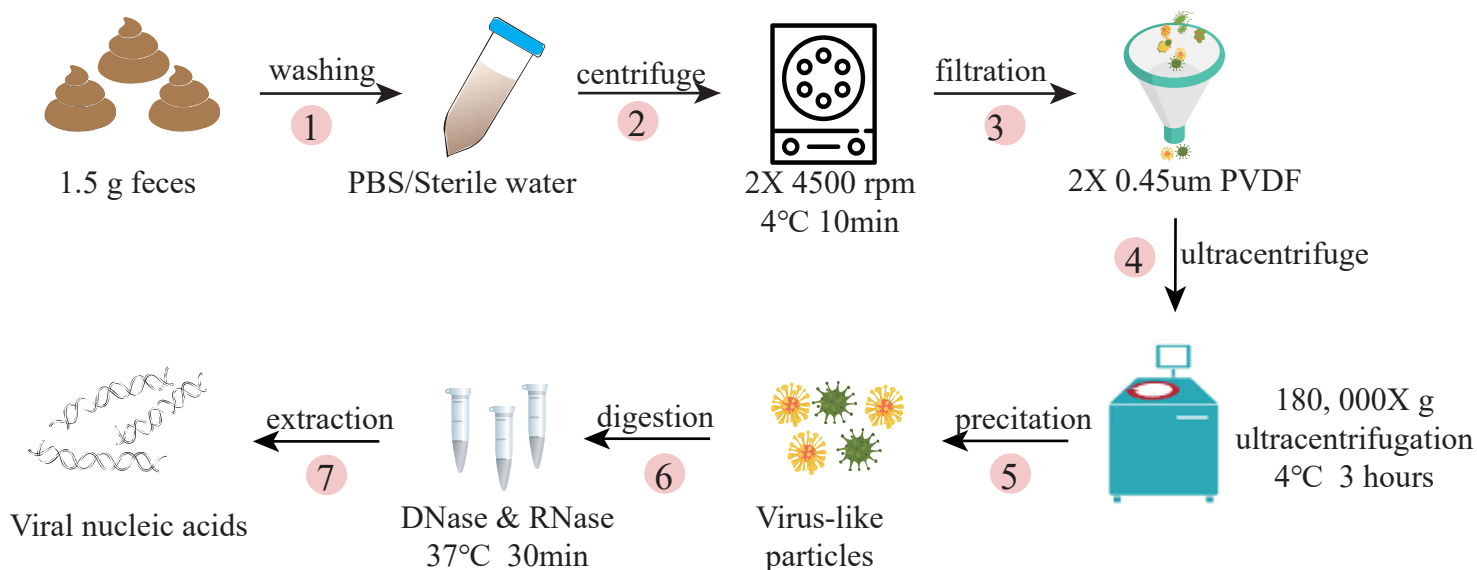 washing
1
centrifuge
2
filtration
3
1.5 g feces
PBS/Sterile water
2X 4500 rpm
4℃ 10min
2X 0.45um PVDF
4
ultracentrifuge
180, 000X g
ultracentrifugation
4℃ 3 hours
precitation
5
Virus-like
particles
digestion
6
DNase & RNase
37℃ 30min
extraction
7
Viral nucleic acids